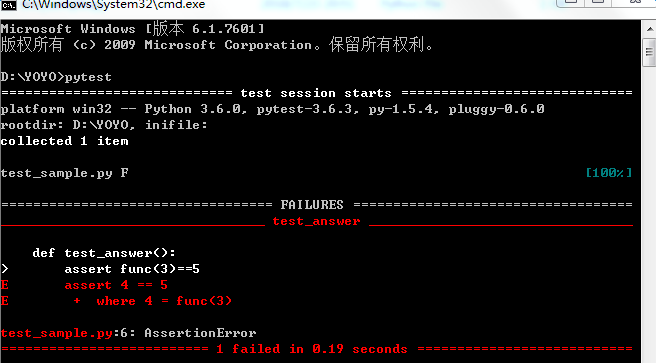 C:\Windows\System32\cmd.exe
Microsoft Windows [版本 6.1.7601]
版权所有 (c) 2009 Microsoft Corporation。保留所有权利。
D:\YOYO>pytest
============================= test session starts =============================
platform win32 -- Python 3.6.0, pytest-3.6.3, py-1.5.4, pluggy-0.6.0
rootdir: D:\YOYO, inifile:
collected 1 item
test_sample.py F                                                         [100%]
================================== FAILURES ===================================
_________________________________ test_answer _________________________________
    def test_answer():
>       assert func(3)==5
E       assert 4 == 5
E        +  where 4 = func(3)
test_sample.py:6: AssertionError
========================== 1 failed in 0.19 seconds ===========================